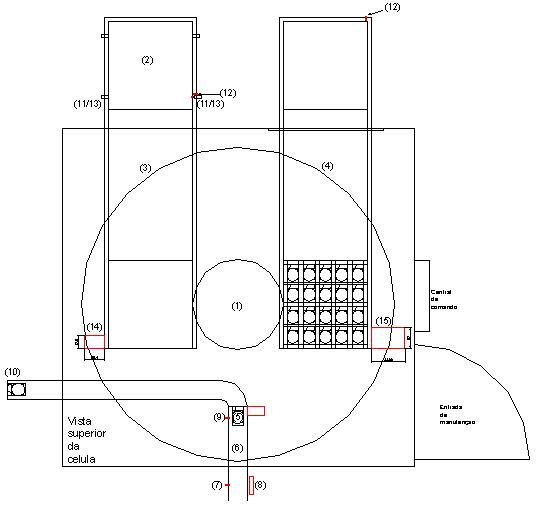 (12)
(2)
(12)
(11/13)
(11/13)
(3)
(4)
(1)
Central
de
comando
(14)
(15)
(10)
Entrada
de
manutençao
(9)
5
Vista
superior
da
celula
(6)
(7)
(8)